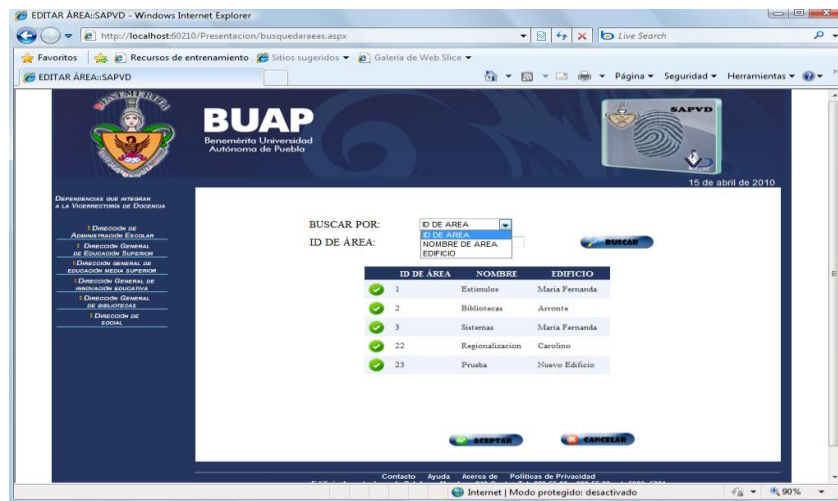 EDITAR ÁREA::SAPVD - Windows Internet Explorer
http://localhost:60210/Presentacion/busquedaraeas.aspx
Live Search
Favoritos
Recursos de entrenamiento
Sitios sugeridos
Galería de Web Slice
EDITAR ÁREA::SAPVD
Página
Seguridad
Herramientas
BUAP
Benemérita Universidad
Autónoma de Puebla
SAPVD
15 de abril de 2010
DEPENDENCIAS QUE INTEGRAN
A LA VICERRECTORÍA DE DOCENCIA
DIRECCIÓN DE
ADMINISTRACIÓN ESCOLAR
DIRECCIÓN GENERAL
DE EDUCACIÓN SUPERIOR
DIRECCIÓN GENERAL DE
EDUCACIÓN MEDIA SUPERIOR
DIRECCIÓN GENERAL DE
INNOVACIÓN EDUCATIVA
DIRECCIÓN GENERAL
DE BIBLIOTECAS
DIRECCIÓN DE
SOCIAL
BUSCAR POR:
ID DE AREA
ID DE AREA
NOMBRE DE AREA
EDIFICIO
ID DE ÁREA:
BUSCAR
ID DE ÁREA NOMBRE EDIFICIO
1 Estimulos Maria Fernanda
2 Bibliotecas Arronte
3 Sistemas Maria Fernanda
22 Regionalizacion Carolino
23 Prueba Nuevo Edificio
ACEPTAR
CANCELAR
Contacto Ayuda Acerca de Políticas de Privacidad
Internet | Modo protegido: desactivado
90%